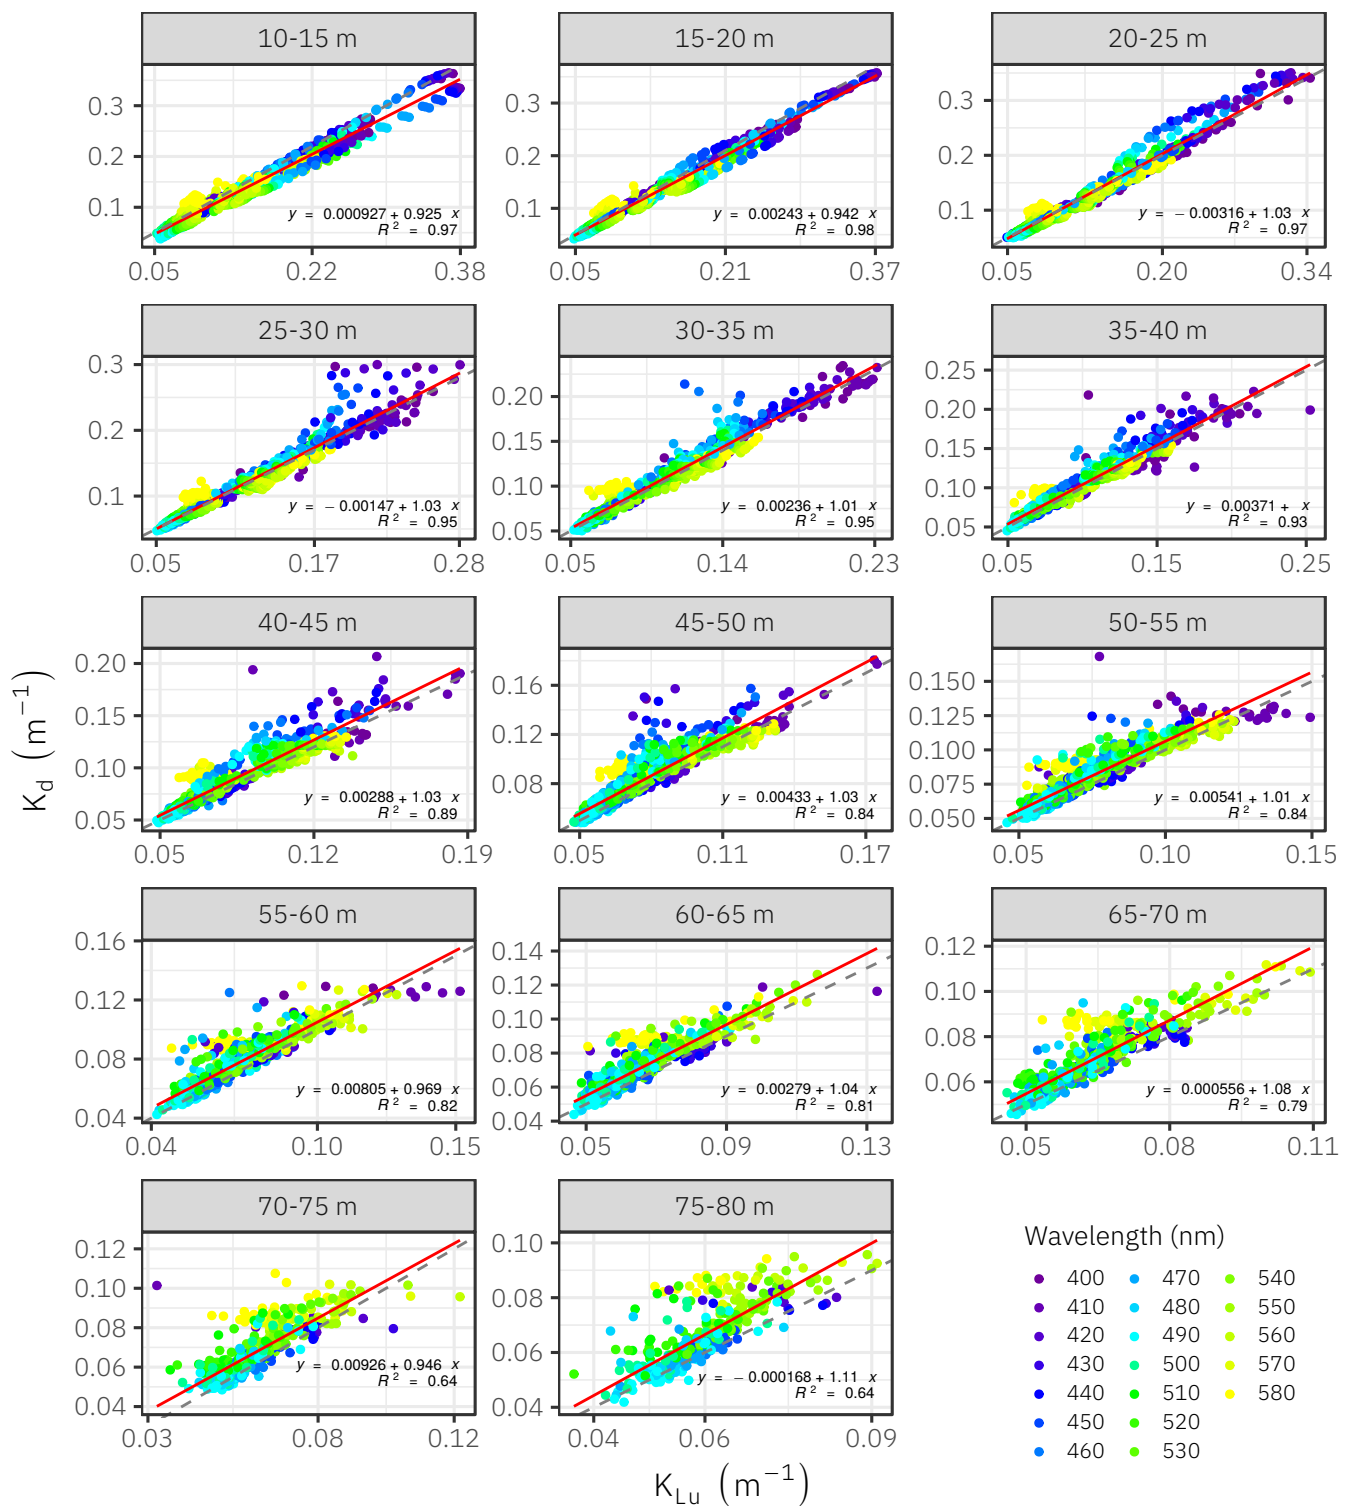 10-15 m
15-20 m
20-25 m
0.3
0.2
0.1
y = 0.000927 + 0.925 x
R 2 = 0.97
0.05 0.22 0.38
0.3
0.2
0.1
y = 0.00243 + 0.942 x
R 2 = 0.98
0.05 0.21 0.37
0.3
0.2
0.1
y = − 0.00316 + 1.03 x
R 2 = 0.97
0.05 0.20 0.34
25-30 m
30-35 m
35-40 m
0.3
0.2
0.1
y = − 0.00147 + 1.03 x
R 2 = 0.95
0.05 0.17 0.28
0.20
0.15
0.10
0.05
y = 0.00236 + 1.01 x
R 2 = 0.95
0.05 0.14 0.23
0.25
0.20
0.15
0.10
0.05
y = 0.00371 + x
R 2 = 0.93
0.05 0.15 0.25
40-45 m
45-50 m
50-55 m
0.20
0.15
0.10
0.05
y = 0.00288 + 1.03 x
R 2 = 0.89
0.05 0.12 0.19
0.16
0.12
0.08
y = 0.00433 + 1.03 x
R 2 = 0.84
0.05 0.11 0.17
0.150
0.125
0.100
0.075
0.050
y = 0.00541 + 1.01 x
R 2 = 0.84
0.05 0.10 0.15
55-60 m
60-65 m
65-70 m
0.16
0.12
0.08
0.04
y = 0.00805 + 0.969 x
R 2 = 0.82
0.04 0.10 0.15
0.14
0.12
0.10
0.08
0.06
0.04
y = 0.00279 + 1.04 x
R 2 = 0.81
0.05 0.09 0.13
0.12
0.10
0.08
0.06
y = 0.000556 + 1.08 x
R 2 = 0.79
0.05 0.08 0.11
70-75 m
75-80 m
0.12
0.10
0.08
0.06
0.04
y = 0.00926 + 0.946 x
R 2 = 0.64
0.03 0.08 0.12
0.10
0.08
0.06
0.04
y = − 0.000168 + 1.11 x
R 2 = 0.64
0.04 0.06 0.09
Kd (m−1)
KLu (m−1)
Wavelength (nm)
400 470 540
410 480 550
420 490 560
430 500 570
440 510 580
450 520
460 530